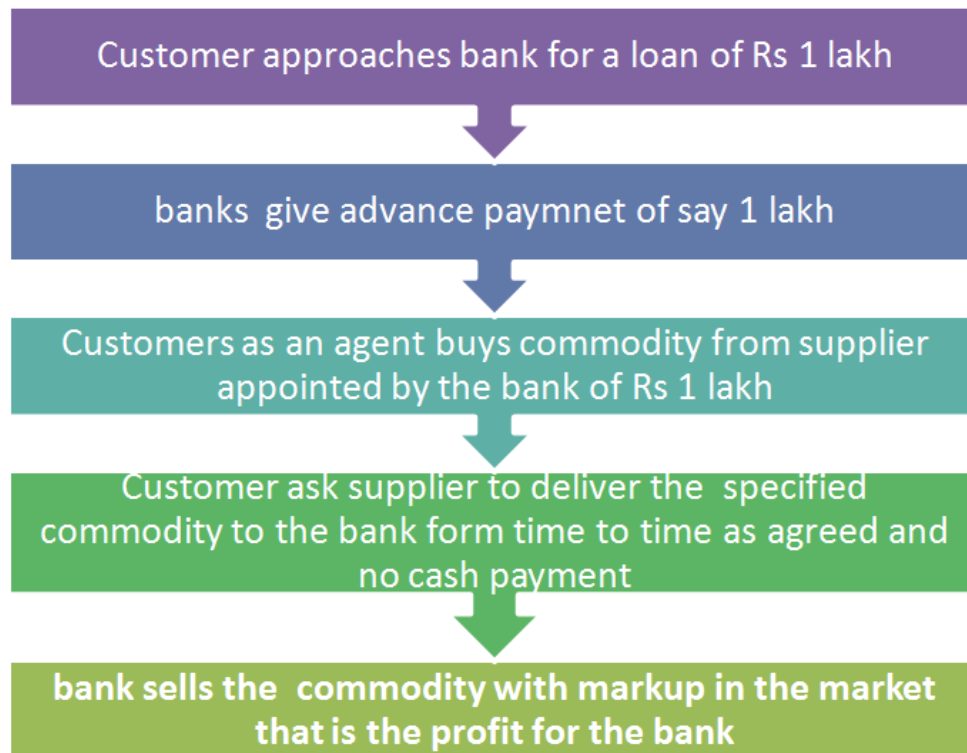 Customer approaches bank for a loan of Rs 1 lakh
banks give advance paymnet of say 1 lakh
Customers as an agent buys commodity from supplier
appointed by the bank of Rs 1 lakh
Customer ask supplier to deliver the specified
commodity to the bank form time to time as agreed and
no cash payment
bank sells the commodity with markup in the market
that is the profit for the bank